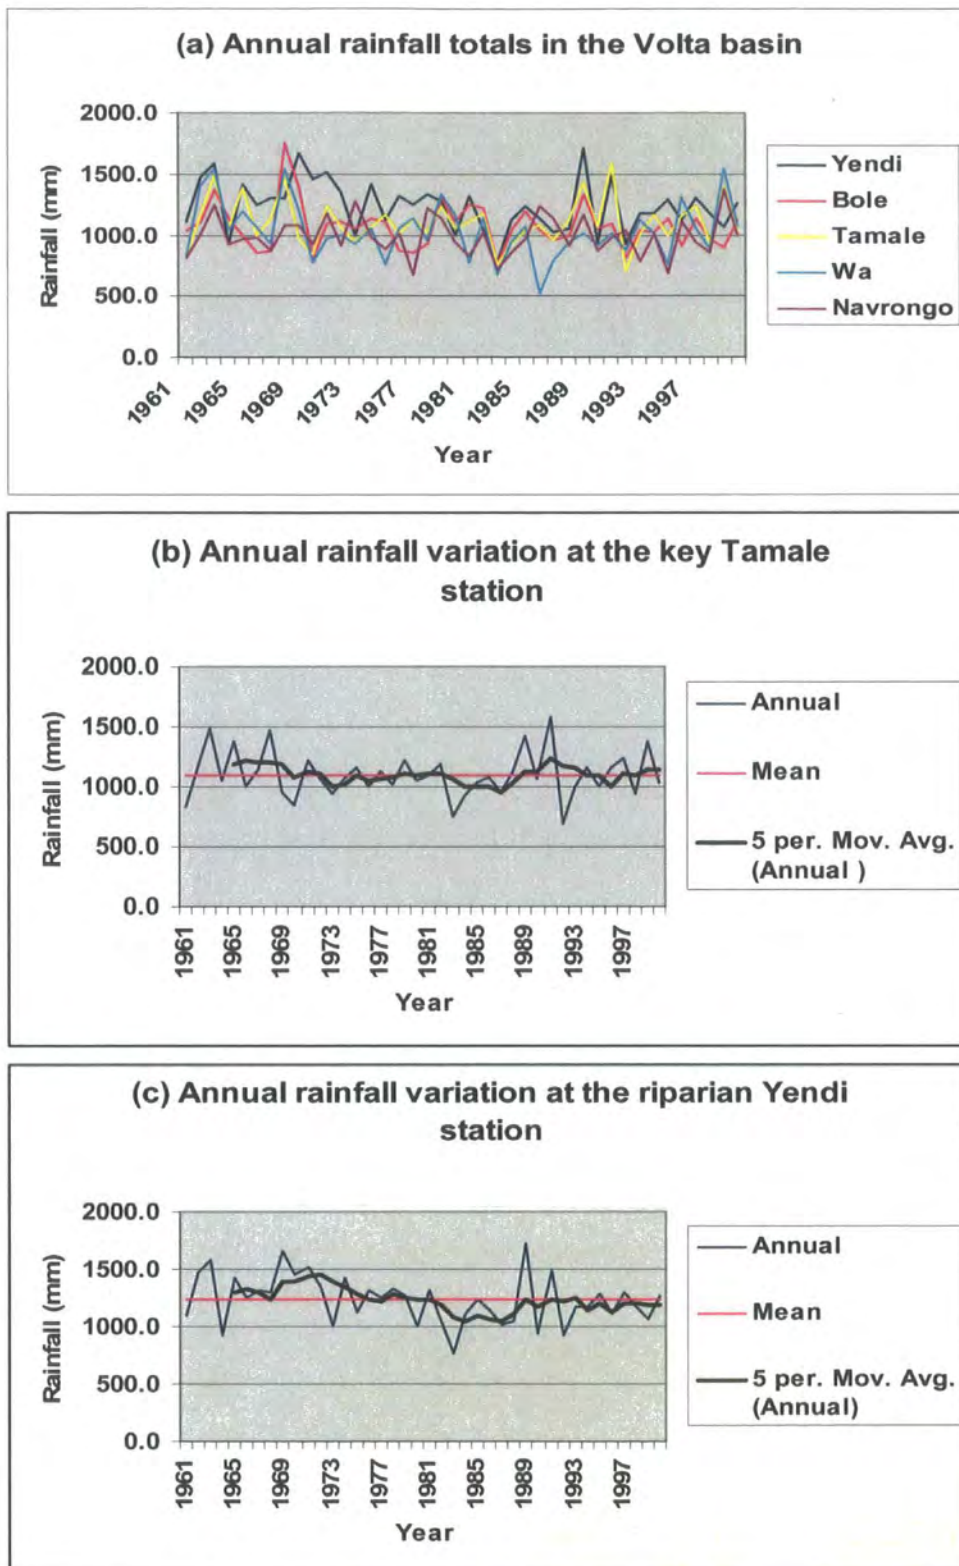 (a) Annual rainfall totals in the Volta basin
2000.0
1500.0
1000.0
500.0
0.0
Rainfall (mm)
1961
1965
1969
1973
1977
1981
1985
1989
1993
1997
Year
Yendi
Bole
Tamale
Wa
Navrongo
(b) Annual rainfall variation at the key Tamale
station
2000.0
1500.0
1000.0
500.0
0.0
Rainfall (mm)
1961
1965
1969
1973
1977
1981
1985
1989
1993
1997
Year
Annual
Mean
5 per. Mov. Avg.
(Annual )
(c) Annual rainfall variation at the riparian Yendi
station
2000.0
1500.0
1000.0
500.0
0.0
Rainfall (mm)
1961
1965
1969
1973
1977
1981
1985
1989
1993
1997
Year
Annual
Mean
5 per. Mov. Avg.
(Annual)